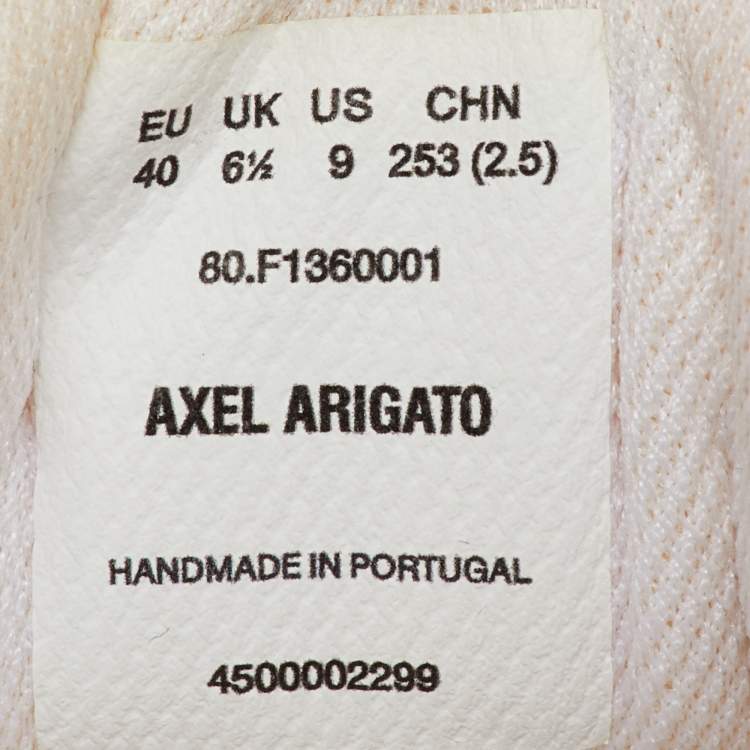 EU UK US CHN
40 6½ 9 253 (2.5)
80.F1360001
AXEL ARIGATO
HANDMADE IN PORTUGAL
4500002299